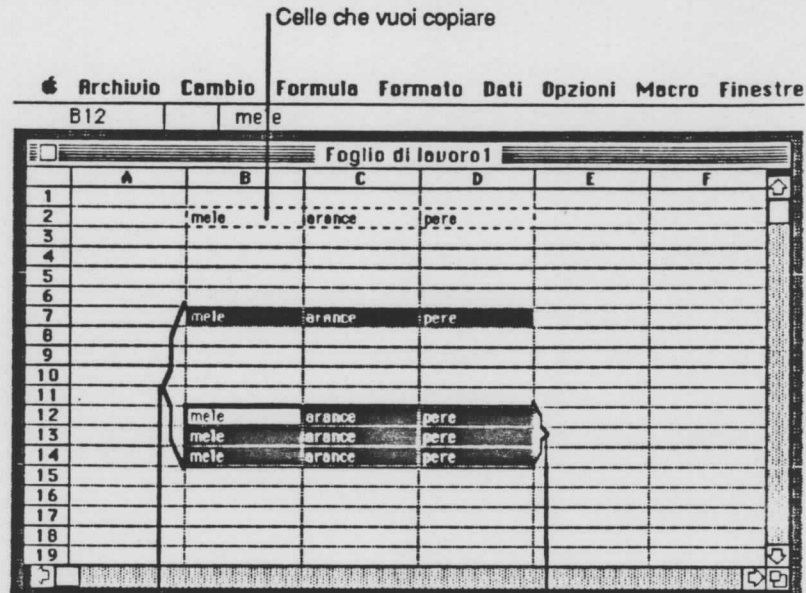 Celle che vuoi copiare
Archivio Cambio Formula Formato Dati Opzioni Macro Finestre
B12 mele
Foglio di lavoro1
A B C D E F
1
2 mele arance pere
3
4
5
6
7 mele arance pere
8
9
10
11
12 mele arance pere
13 mele arance pere
14 mele arance pere
15
16
17
18
19